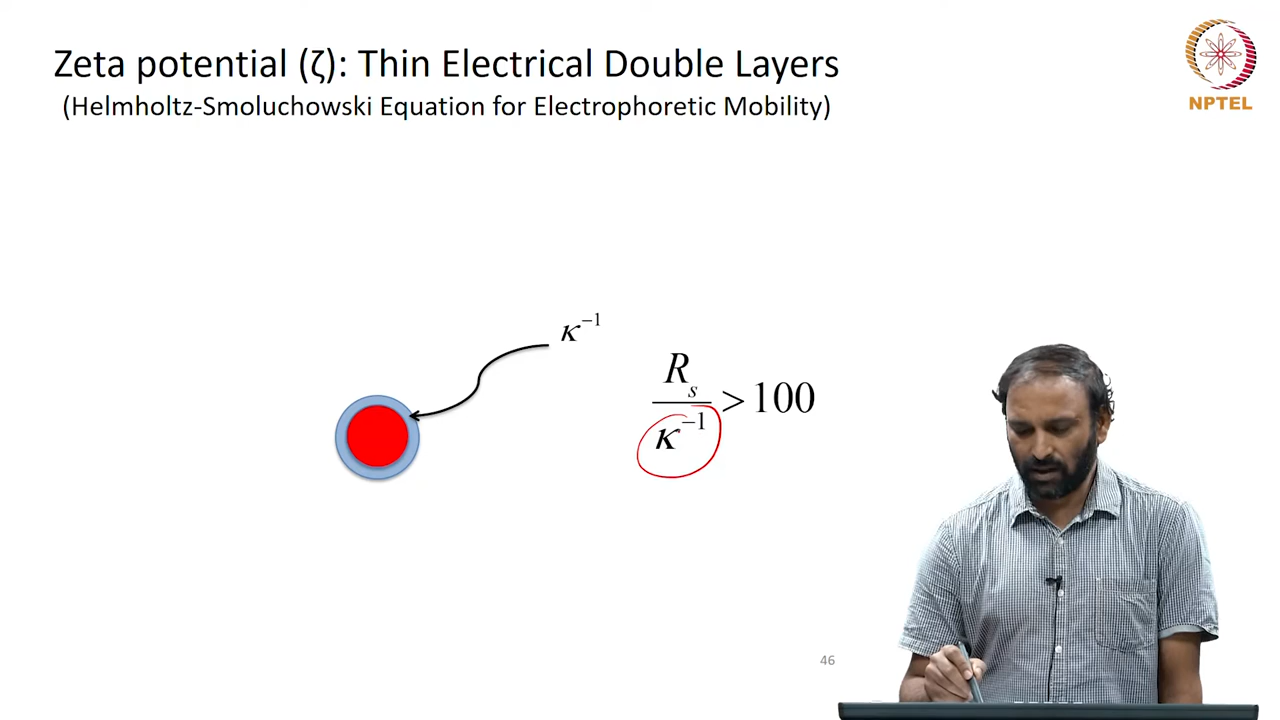 Zeta potential (ζ): Thin Electrical Double Layers
(Helmholtz-Smoluchowski Equation for Electrophoretic Mobility)
NPTEL
κ⁻¹
Rₛ
κ⁻¹
> 100
46